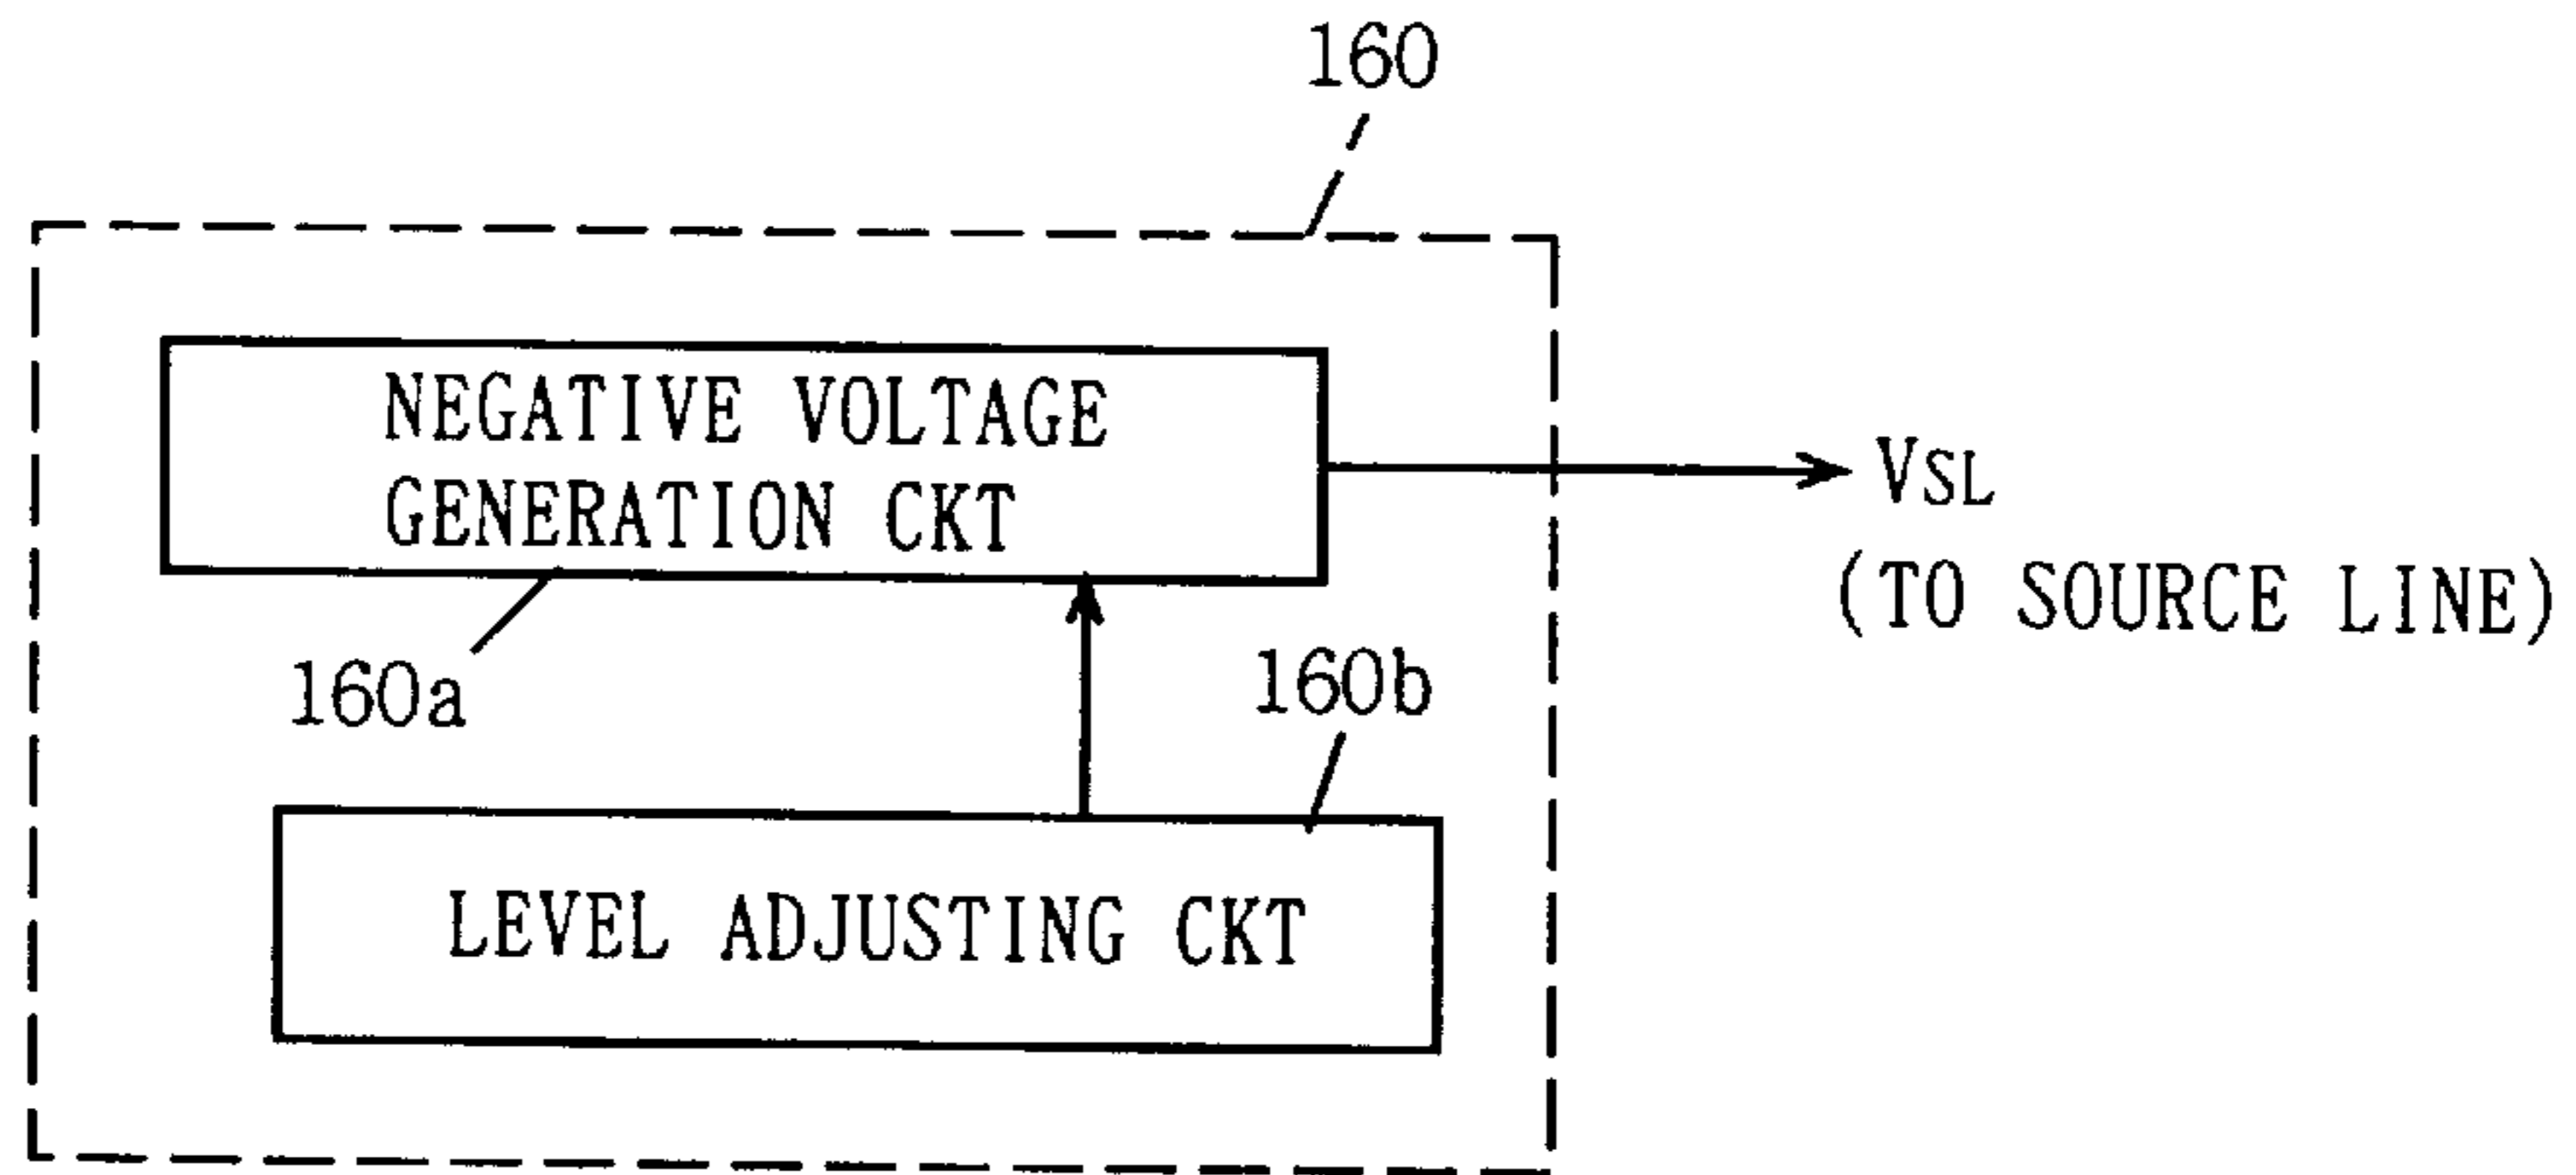 160
NEGATIVE VOLTAGE
GENERATION CKT
VSL
(TO SOURCE LINE)
160a
160b
LEVEL ADJUSTING CKT